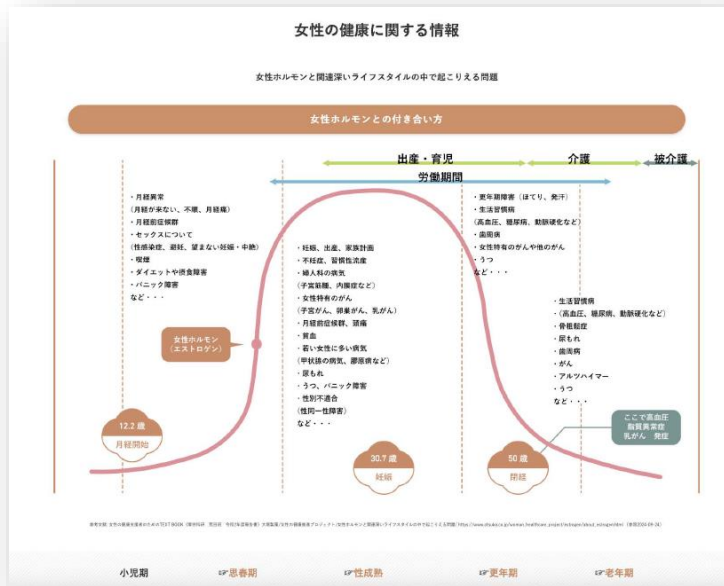 女性の健康に関する情報
女性ホルモンと関連深いライフスタイルの中で起こりえる問題
女性ホルモンとの付き合い方
出産・育児
介護
被介護
労働期間
・月経異常
(月経が来ない、不順、月経痛)
・月経前症候群
・セックスについて
(性感染症、避妊、望まない妊娠・中絶)
・喫煙
・ダイエットや摂食障害
・パニック障害
など・・・
・妊娠、出産、家族計画
・不妊症、習慣性流産
・婦人科の病気
(子宮筋腫、内膜症など)
・女性特有のがん
(子宮がん、卵巣がん、乳がん)
・月経前症候群、頭痛
・貧血
・若い女性に多い病気
(甲状腺の病気、膠原病など)
・尿もれ
・うつ、パニック障害
・性別不適合
(性同一性障害)
など・・・
・更年期障害(ほてり、発汗)
・生活習慣病
(高血圧、糖尿病、動脈硬化など)
・歯周病
・女性特有のがんや他のがん
・うつ
など・・・
・生活習慣病
・(高血圧、糖尿病、動脈硬化など)
・骨粗鬆症
・尿もれ
・歯周病
・がん
・アルツハイマー
・うつ
など・・・
女性ホルモン
(エストロゲン)
12.2 歳
月経開始
30.7 歳
妊娠
50 歳
閉経
ここで高血圧
脂質異常症
乳がん 発症
小児期
☞思春期
☞性成熟
☞更年期
☞老年期